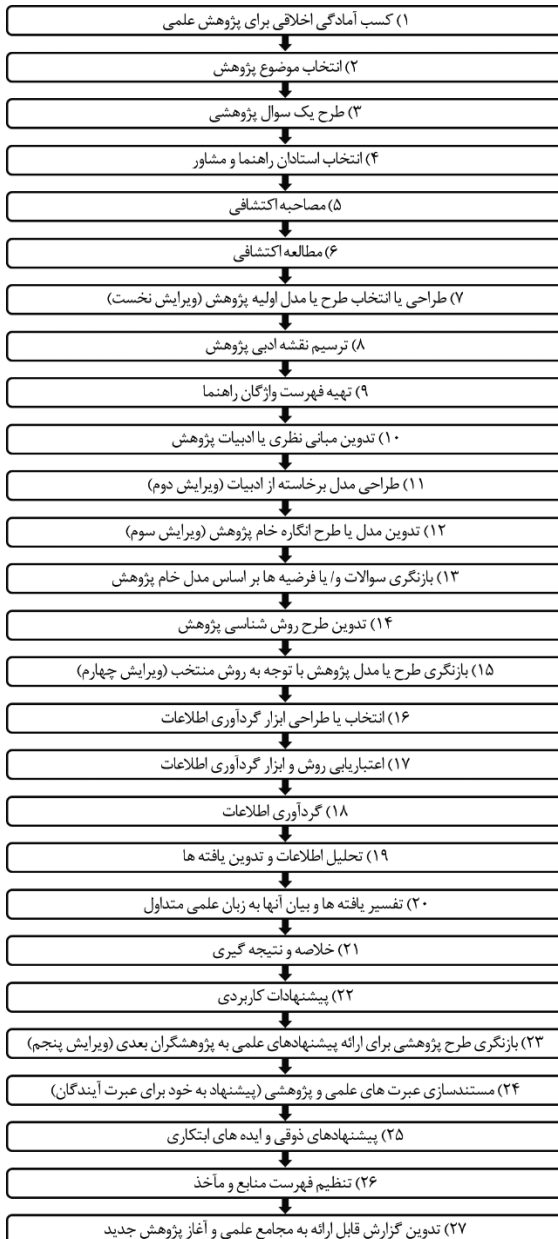 ۱) کسب آمادگی اخلاقی برای پژوهش علمی
۲) انتخاب موضوع پژوهش
۳) طرح یک سوال پژوهشی
۴) انتخاب استادان راهنما و مشاور
۵) مصاحبه اکتشافی
۶) مطالعه اکتشافی
۷) طراحی یا انتخاب طرح یا مدل اولیه پژوهش (ویرایش نخست)
۸) ترسیم نقشه ادبی پژوهش
۹) تهیه فهرست واژگان راهنما
۱۰) تدوین مبانی نظری یا ادبیات پژوهش
۱۱) طراحی مدل برخاسته از ادبیات (ویرایش دوم)
۱۲) تدوین مدل یا طرح انگاره خام پژوهش (ویرایش سوم)
۱۳) بازنگری سوالات و/ یا فرضیه ها بر اساس مدل خام پژوهش
۱۴) تدوین طرح روش شناسی پژوهش
۱۵) بازنگری طرح یا مدل پژوهش با توجه به روش منتخب (ویرایش چهارم)
۱۶) انتخاب یا طراحی ابزار گردآوری اطلاعات
۱۷) اعتباریابی روش و ابزار گردآوری اطلاعات
۱۸) گردآوری اطلاعات
۱۹) تحلیل اطلاعات و تدوین یافته ها
۲۰) تفسیر یافته ها و بیان آنها به زبان علمی متداول
۲۱) خلاصه و نتیجه گیری
۲۲) پیشنهادات کاربردی
۲۳) بازنگری طرح پژوهشی برای ارائه پیشنهادهای علمی به پژوهشگران بعدی (ویرایش پنجم)
۲۴) مستندسازی عبرت های علمی و پژوهشی (پیشنهاد به خود برای عبرت آیندگان)
۲۵) پیشنهادهای ذوقی و ایده های ابتکاری
۲۶) تنظیم فهرست منابع و مآخذ
۲۷) تدوین گزارش قابل ارائه به مجامع علمی و آغاز پژوهش جدید